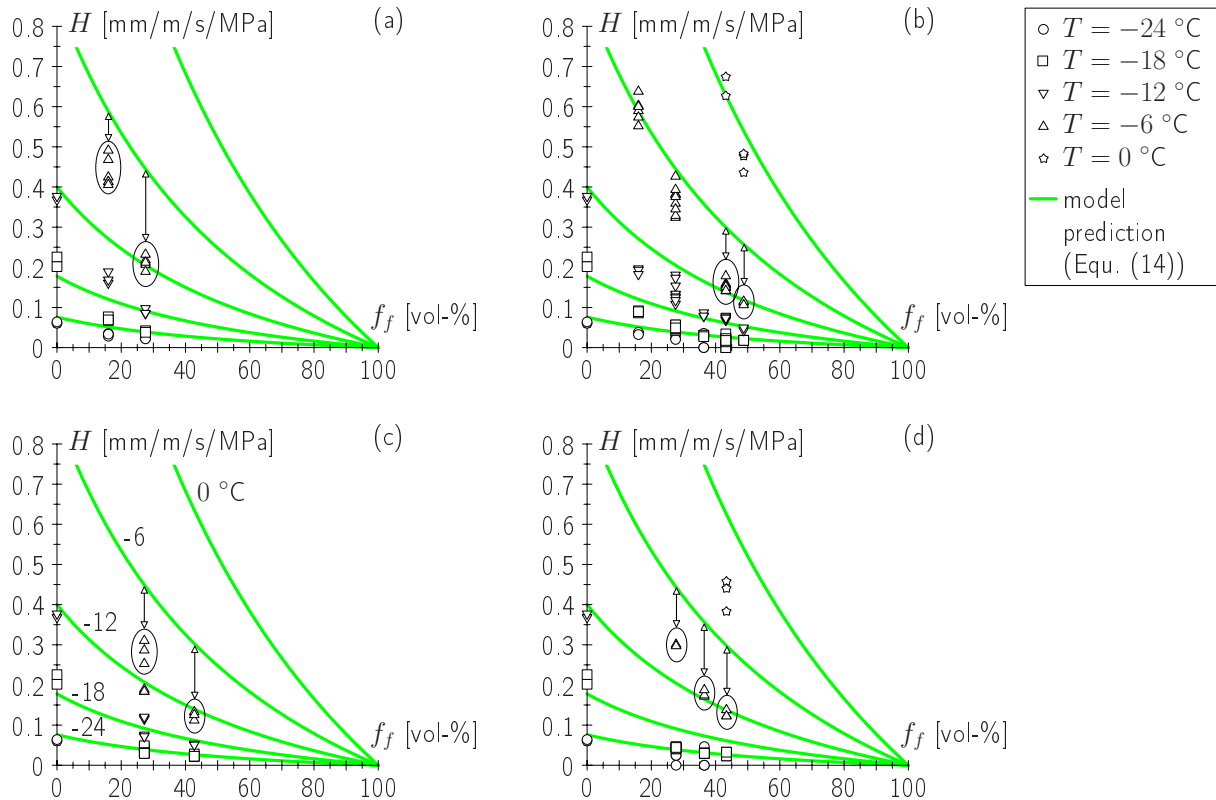 H [mm/m/s/MPa]
(a)
0.8
0.7
0.6
0.5
0.4
0.3
0.2
0.1
0
f_f [vol-%]
0 20 40 60 80 100
H [mm/m/s/MPa]
(b)
0.8
0.7
0.6
0.5
0.4
0.3
0.2
0.1
0
f_f [vol-%]
0 20 40 60 80 100
T = −24 °C
T = −18 °C
T = −12 °C
T = −6 °C
T = 0 °C
model
prediction
(Equ. (14))
H [mm/m/s/MPa]
(c)
0.8
0.7
0.6
0.5
0.4
0.3
0.2
0.1
0
0 °C
-6
-12
-18
-24
f_f [vol-%]
0 20 40 60 80 100
H [mm/m/s/MPa]
(d)
0.8
0.7
0.6
0.5
0.4
0.3
0.2
0.1
0
f_f [vol-%]
0 20 40 60 80 100